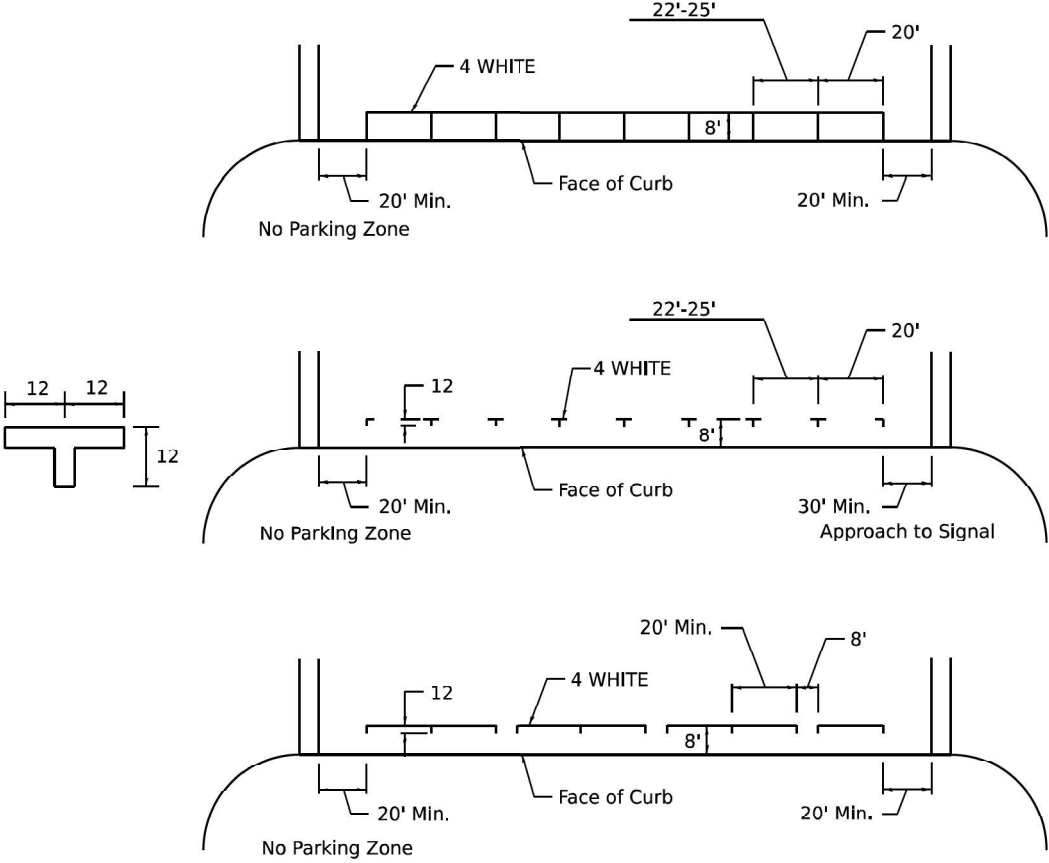 22'-25'
20'
4 WHITE
8'
Face of Curb
20' Min.
20' Min.
No Parking Zone
22'-25'
20'
4 WHITE
12
12 12
12
8'
Face of Curb
20' Min.
30' Min.
No Parking Zone
Approach to Signal
20' Min.
8'
4 WHITE
12
8'
Face of Curb
20' Min.
20' Min.
No Parking Zone